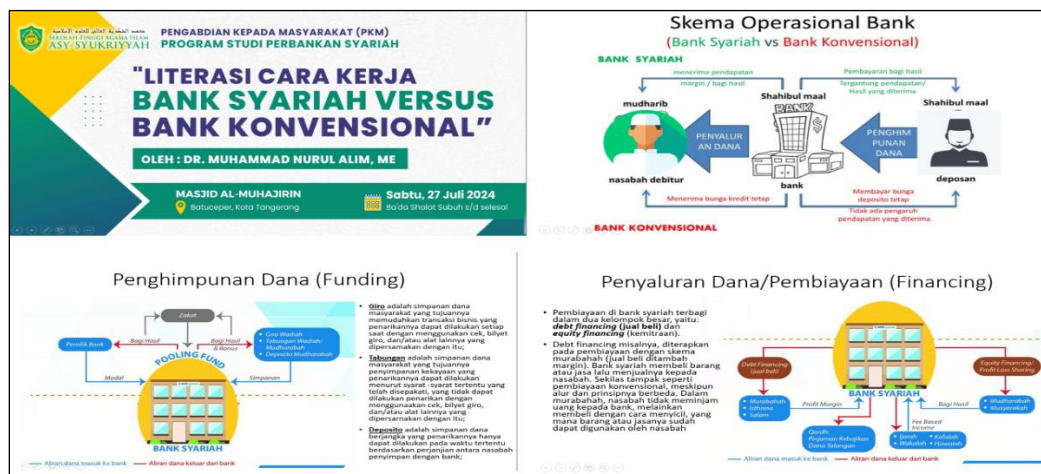 SEKOLAH TINGGI AGAMA ISLAM
ASY-SYUKRIYYAH
PENGABDIAN KEPADA MASYARAKAT (PKM)
PROGRAM STUDI PERBANKAN SYARIAH
"LITERASI CARA KERJA
BANK SYARIAH VERSUS
BANK KONVENSIONAL"
OLEH : DR. MUHAMMAD NURUL ALIM, ME
MASJID AL-MUHAJIRIN
Batuceper, Kota Tangerang
Sabtu, 27 Juli 2024
Ba'da Shalat Subuh s/d selesai
Skema Operasional Bank
(Bank Syariah vs Bank Konvensional)
BANK SYARIAH
menerima pendapatan
margin / bagi hasil
Pembayaran bagi hasil
Tergantung pendapatan/
Hasil yang diterima
mudharib
Shahibul maal
Shahibul maal
BANK
PENYALUR
AN DANA
PENGHIM
PUNAN
DANA
nasabah debitur
bank
deposan
Menerima bunga kredit tetap
Membayar bunga
deposito tetap
Tidak ada pengaruh
pendapatan yang diterima
BANK KONVENSIONAL
Penghimpunan Dana (Funding)
Zakat
Pemilik Bank
Bagi Hasil
Bagi Hasil
& Bonus
Giro Wadiah
Tabungan Wadiah/
Mudharabah
Deposito Mudharabah
POOLING FUND
Modal
Simpanan
BANK SYARIAH
Aliran dana masuk ke bank
Aliran dana keluar dari bank
• Giro adalah simpanan dana
masyarakat yang tujuannya
memudahkan transaksi bisnis yang
penarikannya dapat dilakukan setiap
saat dengan menggunakan cek, bilyet
giro, dan/atau alat lainnya yang
dipersamakan dengan itu;
• Tabungan adalah simpanan dana
masyarakat yang tujuannya
penyimpanan kekayaan yang
penarikannya dapat dilakukan
menurut syarat -syarat tertentu yang
telah disepakati, yang tidak dapat
dilakukan penarikan dengan
menggunakan cek, bilyet giro,
dan/atau alat lainnya yang
dipersamakan dengan itu;
• Deposito adalah simpanan dana
berjangka yang penarikannya hanya
dapat dilakukan pada waktu tertentu
berdasarkan perjanjian antara nasabah
penyimpan dengan bank;
Penyaluran Dana/Pembiayaan (Financing)
• Pembiayaan di bank syariah terbagi
dalam dua kelompok besar, yaitu:
debt financing (jual beli) dan
equity financing (kemitraan).
• Debt financing misalnya, diterapkan
pada pembiayaan dengan skema
murabahah (jual beli ditambah
margin). Bank syariah membeli barang
atau jasa lalu menjualnya kepada
nasabah. Sekilas tampak seperti
pembiayaan konvensional, meskipun
alur dan prinsipnya berbeda. Dalam
murabahah, nasabah tidak meminjam
uang kepada bank, melainkan
membeli dengan cara menyicil, yang
mana barang atau jasanya sudah
dapat digunakan oleh nasabah
Debt Financing
(jual beli)
BANK SYARIAH
Equity Financing/
Profit Loss Sharing
Murabahah
Isthisna
Salam
Profit Margin
Bagi Hasil
Mudharabah
Musyarakah
Qardh:
Pinjaman Kebajikan
Dana Talangan
Fee Based
Income
Ijarah
Wakalah
Kafalah
Hawalah
Aliran dana masuk ke bank
Aliran dana keluar dari bank